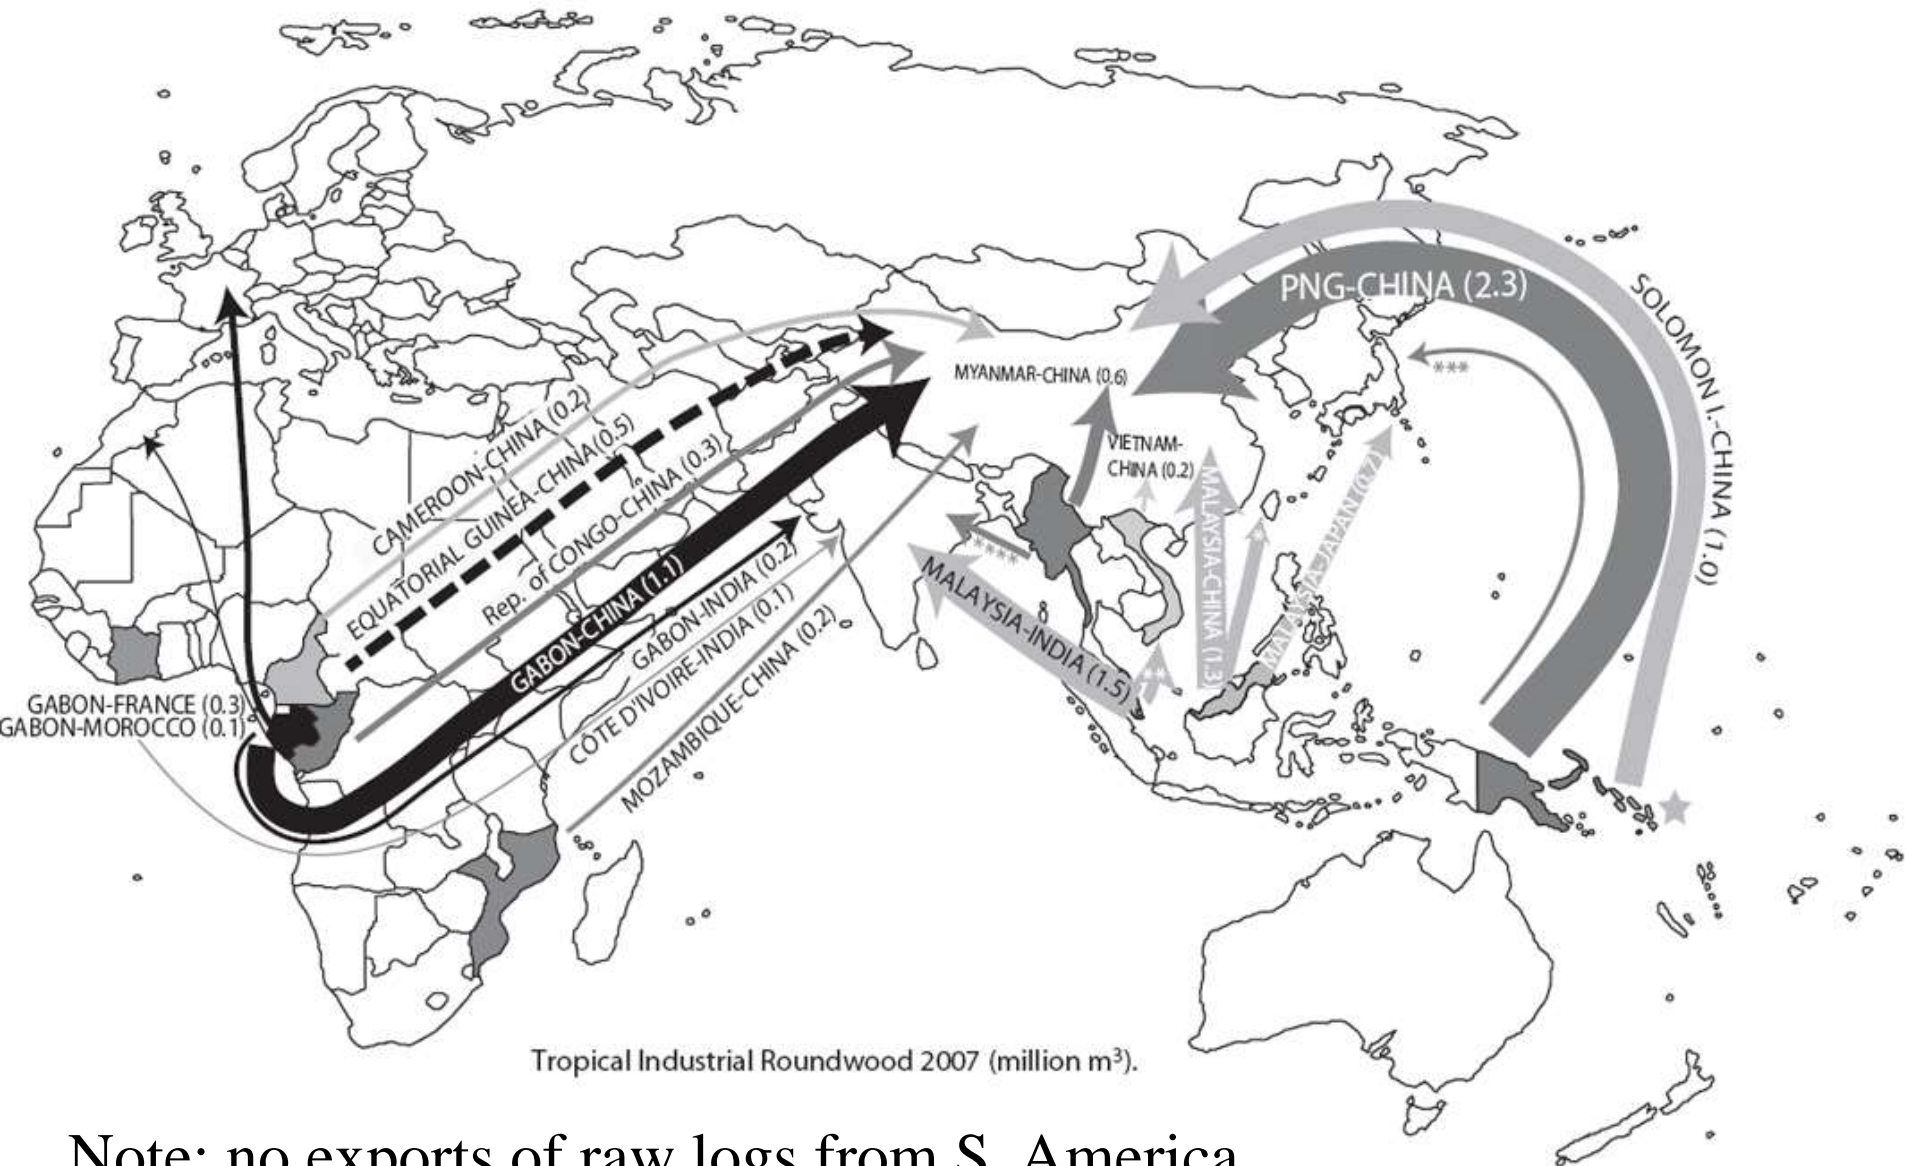 SOLOMON I.-CHINA (1.0)
PNG-CHINA (2.3)
***
MYANMAR-CHINA (0.6)
CAMEROON-CHINA (0.2)
EQUATORIAL GUINEA-CHINA (0.5)
Rep. of CONGO-CHINA (0.3)
GABON-CHINA (1.1)
GABON-INDIA (0.2)
CÔTE D'IVOIRE-INDIA (0.1)
MOZAMBIQUE-CHINA (0.2)
VIETNAM-
CHINA (0.2)
MALAYSIA-CHINA (1.3)
*
MALAYSIA-JAPAN (0.7)
****
MALAYSIA-INDIA (1.5)
**
GABON-FRANCE (0.3)
GABON-MOROCCO (0.1)
Tropical Industrial Roundwood 2007 (million m³).
Note: no exports of raw logs from S. America